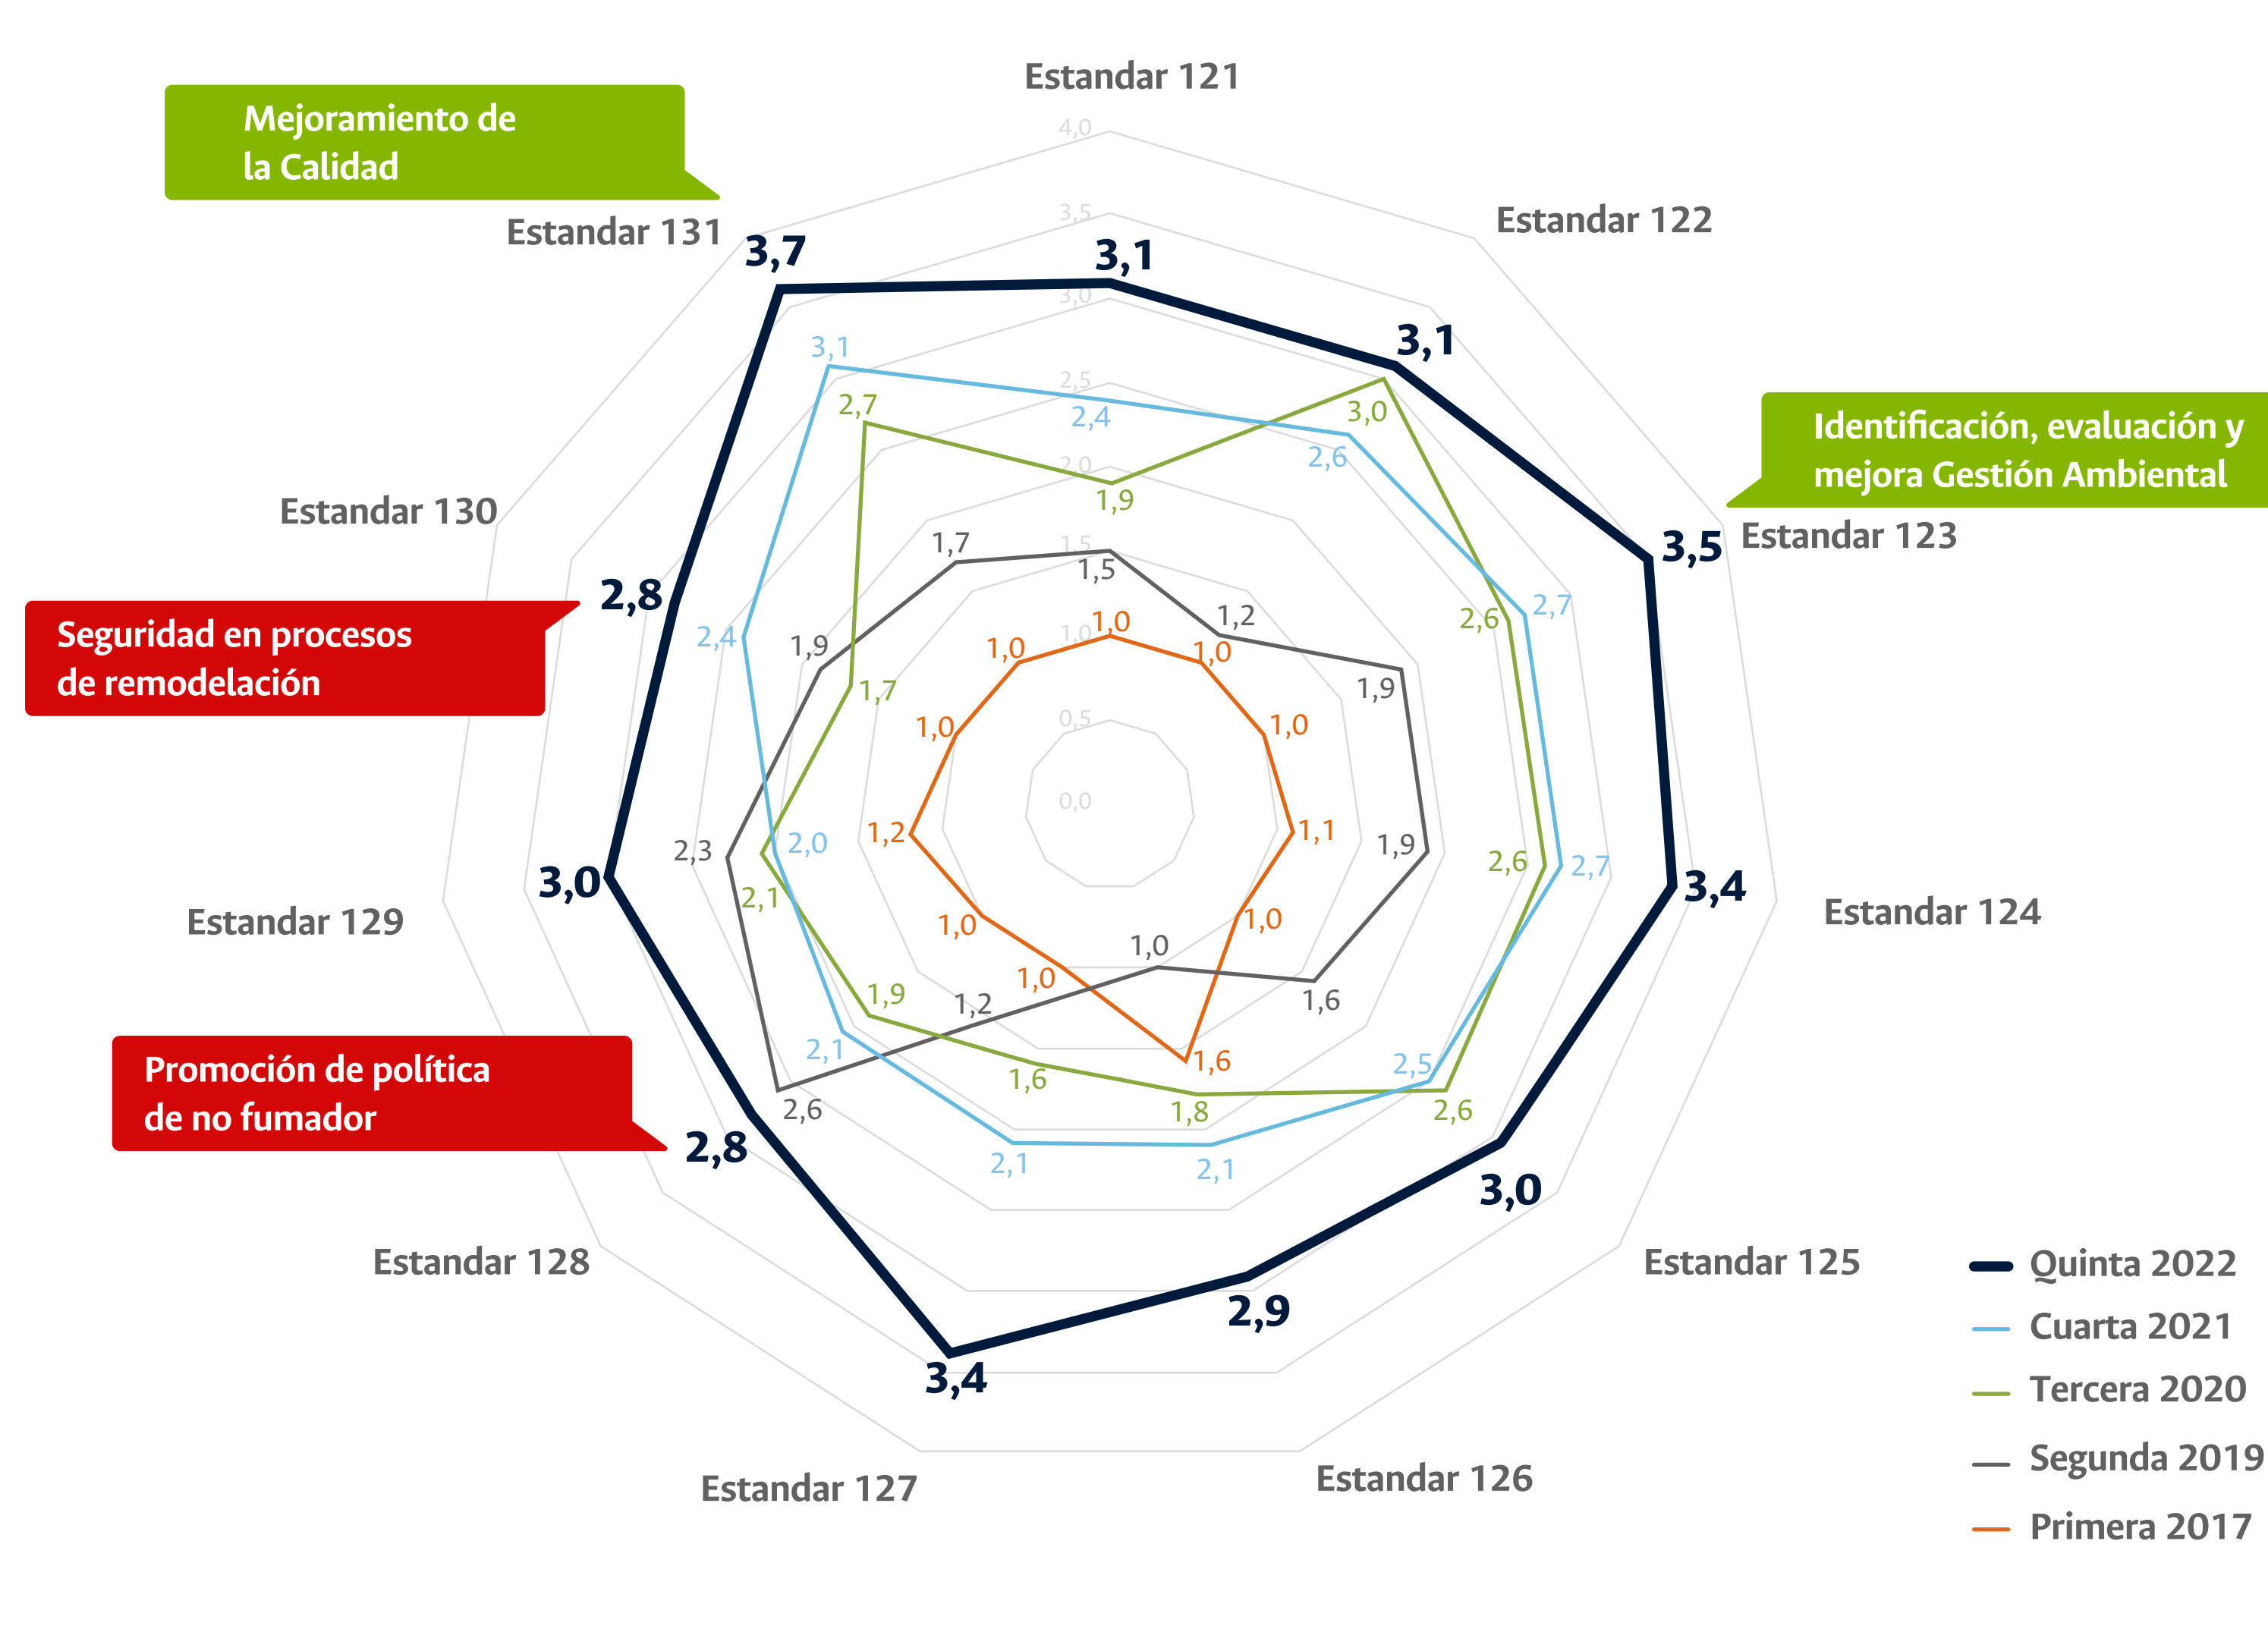 Estandar 121
Mejoramiento de
la Calidad
4,0
Estandar 131
Estandar 122
3,7
3,5
3,1
3,0
3,1
3,1
2,5
2,7
2,4
3,0
2,6
Identificación, evaluación y
mejora Gestión Ambiental
Estandar 123
2,0
1,9
Estandar 130
3,5
1,7
1,5
1,5
2,8
2,4
1,9
1,7
1,0
1,0
1,0
1,2
1,0
1,9
2,6
2,7
Seguridad en procesos
de remodelación
1,0
0,5
1,0
0,0
2,3
2,0
1,2
1,1
1,9
2,6
2,7
3,4
3,0
2,1
Estandar 129
Estandar 124
1,0
1,0
1,0
1,0
1,9
1,2
1,6
2,1
1,6
1,6
2,5
Promoción de política
de no fumador
2,6
1,8
2,6
2,8
2,1
2,1
3,0
Estandar 128
Estandar 125
2,9
3,4
Estandar 127
Estandar 126
Quinta 2022
Cuarta 2021
Tercera 2020
Segunda 2019
Primera 2017